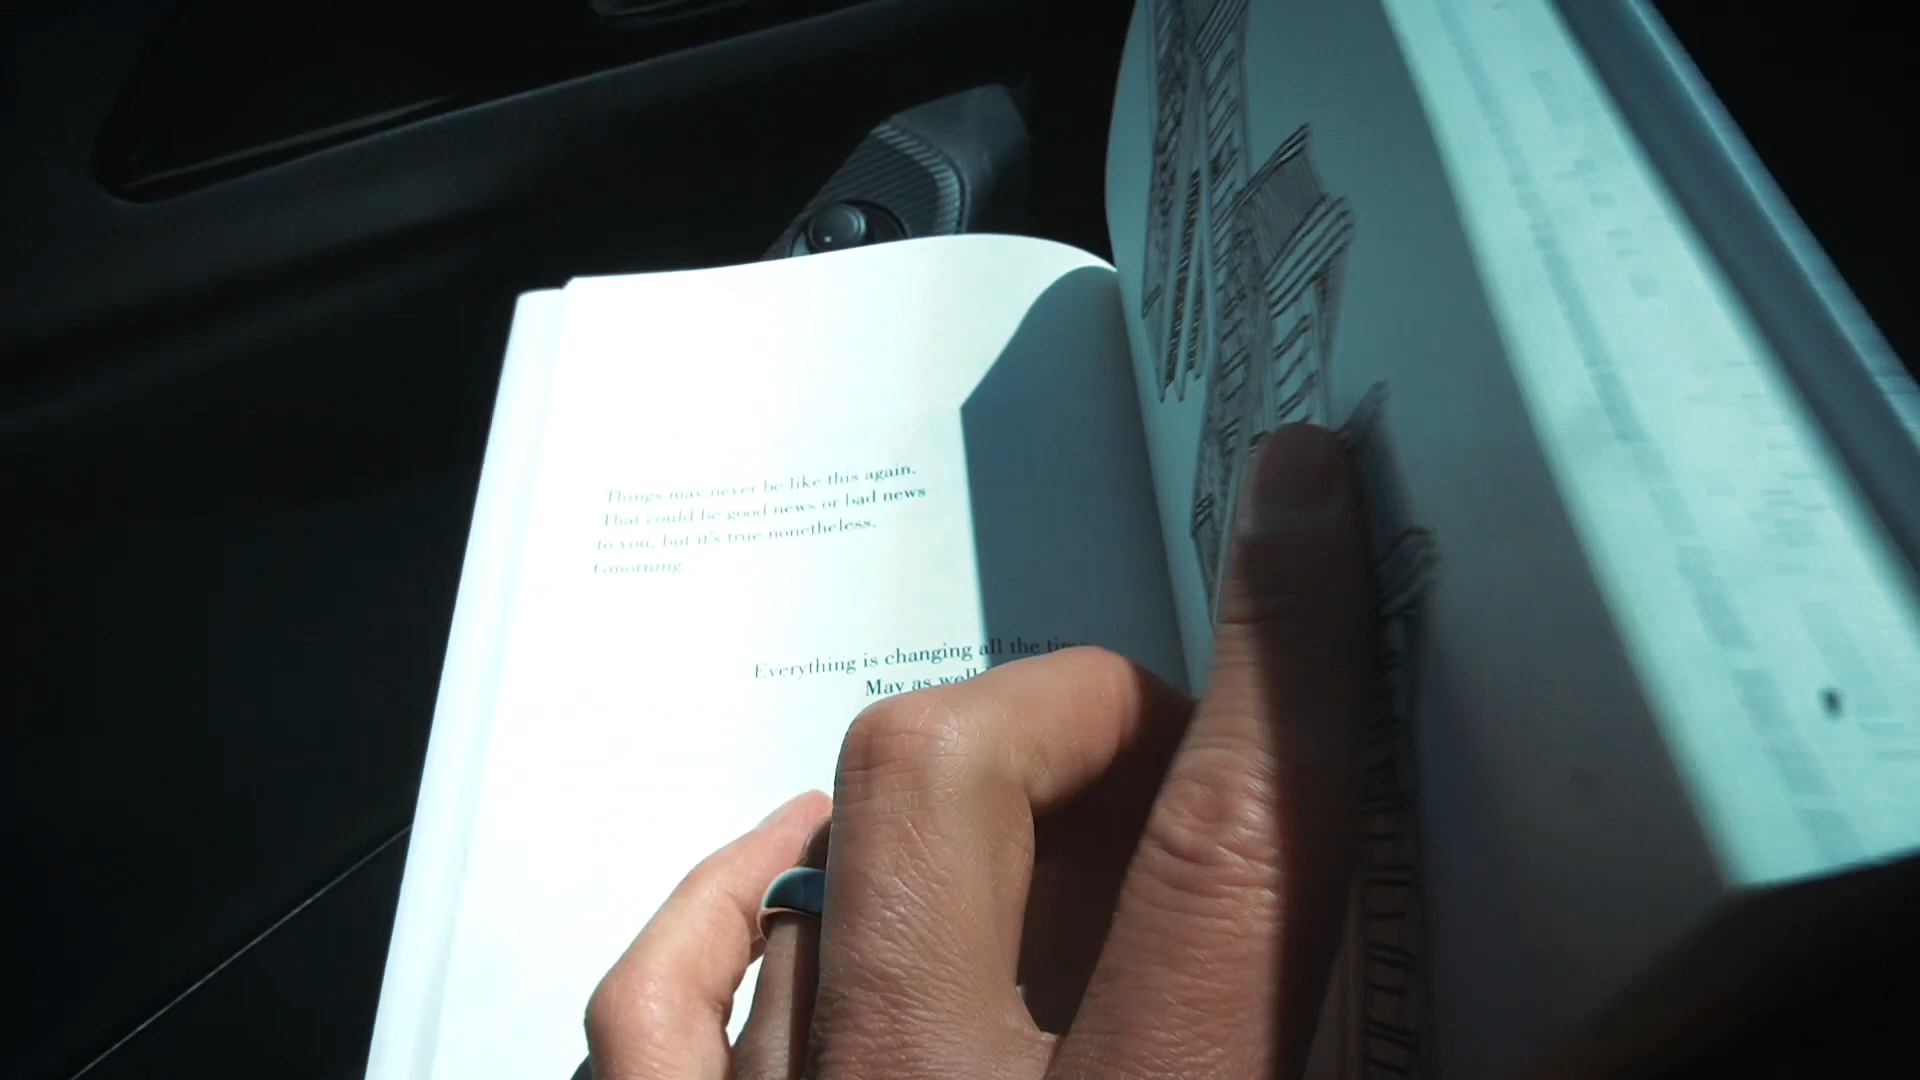 Things may never be like this again.
That could be good news or bad news
to you, but it's true nonetheless.
Gmorning.
Everything is changing all the
May as well